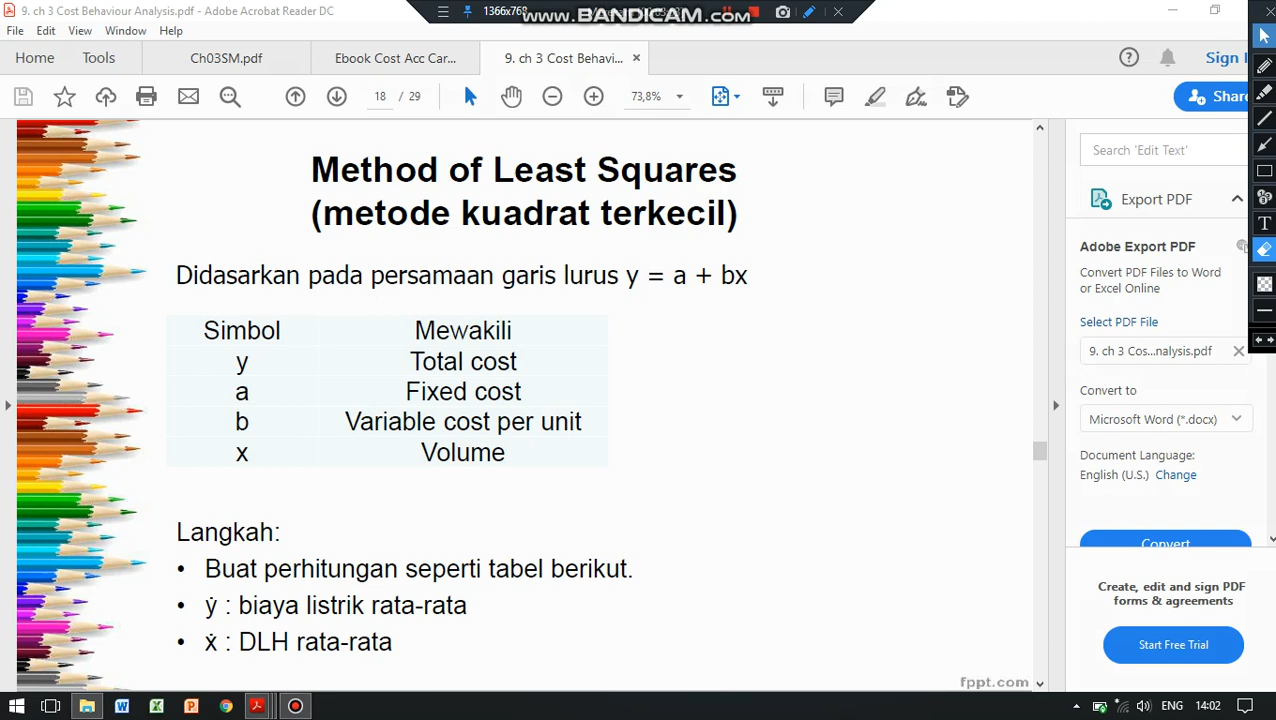 9. ch 3 Cost Behaviour Analysis.pdf - Adobe Acrobat Reader DC
1366x768
www.BANDICAM.com
File Edit View Window Help
Home Tools Ch03SM.pdf Ebook Cost Acc Car... 9. ch 3 Cost Behavi... Sign I
18 / 29 73,8% Share
Method of Least Squares
(metode kuadrat terkecil)
Didasarkan pada persamaan garis lurus y = a + bx
Simbol Mewakili
y Total cost
a Fixed cost
b Variable cost per unit
x Volume
Langkah:
• Buat perhitungan seperti tabel berikut.
• ẏ : biaya listrik rata-rata
• ẋ : DLH rata-rata
fppt.com
Search 'Edit Text'
Export PDF
Adobe Export PDF
Convert PDF Files to Word
or Excel Online
Select PDF File
9. ch 3 Cos...nalysis.pdf
Convert to
Microsoft Word (*.docx)
Document Language:
English (U.S.) Change
Convert
Create, edit and sign PDF
forms & agreements
Start Free Trial
ENG 14:02